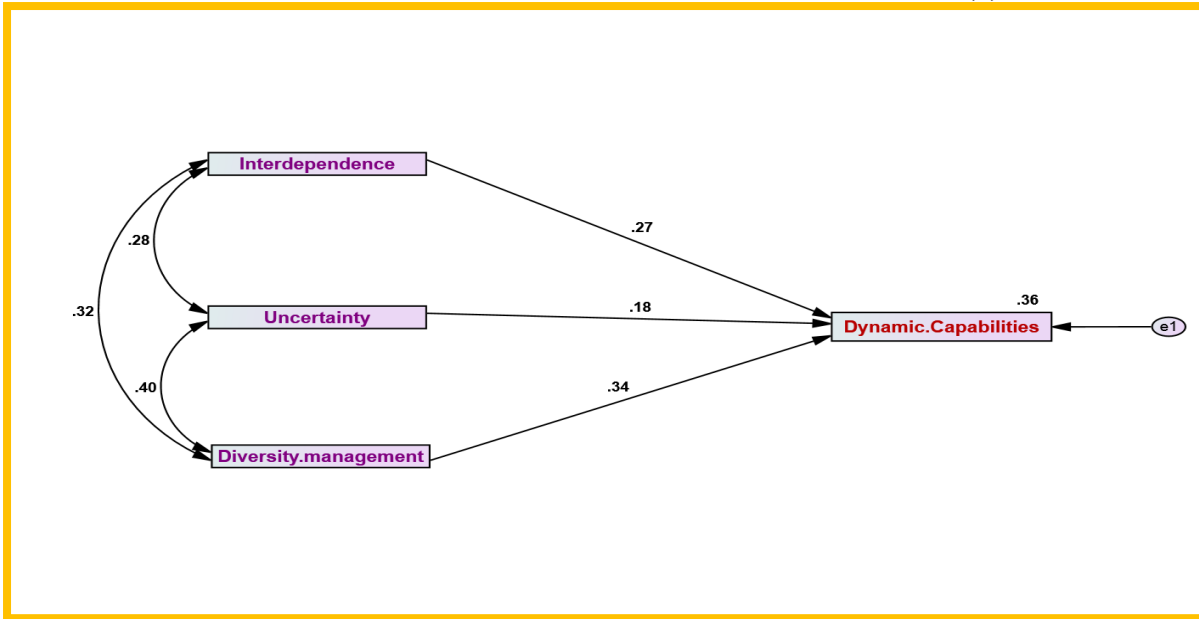 Interdependence
.27
.28
.32
Uncertainty
.18
.36
Dynamic.Capabilities
e1
.40
.34
Diversity.management